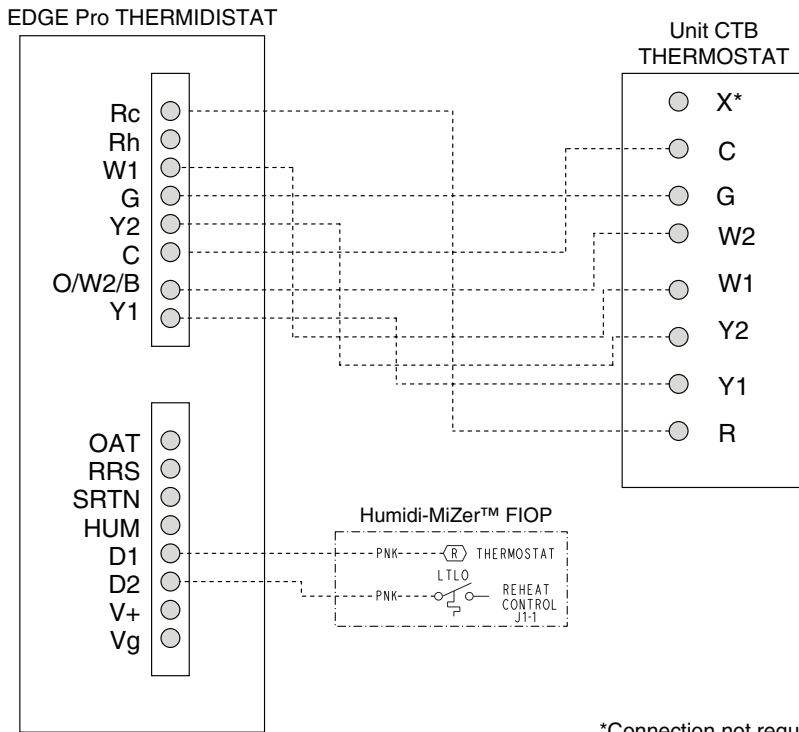 EDGE Pro THERMIDISTAT
Rc
Rh
W1
G
Y2
C
O/W2/B
Y1
OAT
RRS
SRTN
HUM
D1
D2
V+
Vg
Unit CTB
THERMOSTAT
X*
C
G
W2
W1
Y2
Y1
R
Humidi-MiZer™ FIOP
PNK R THERMOSTAT
LTLO
PNK REHEAT
CONTROL
J1-1
*Connection not requ